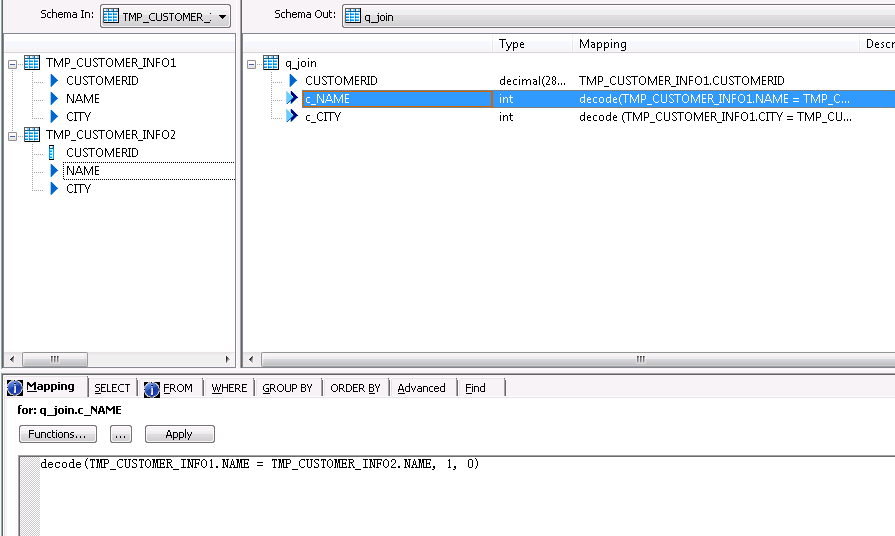 Schema In: TMP_CUSTOMER_ Schema Out: q_join
Type Mapping Descr
TMP_CUSTOMER_INFO1
CUSTOMERID
NAME
CITY
TMP_CUSTOMER_INFO2
CUSTOMERID
NAME
CITY
q_join
CUSTOMERID decimal(28... TMP_CUSTOMER_INFO1.CUSTOMERID
c_NAME int decode(TMP_CUSTOMER_INFO1.NAME = TMP_C...
c_CITY int decode (TMP_CUSTOMER_INFO1.CITY = TMP_CU...
Mapping SELECT FROM WHERE GROUP BY ORDER BY Advanced Find
for: q_join.c_NAME
Functions... ... Apply
decode(TMP_CUSTOMER_INFO1.NAME = TMP_CUSTOMER_INFO2.NAME, 1, 0)